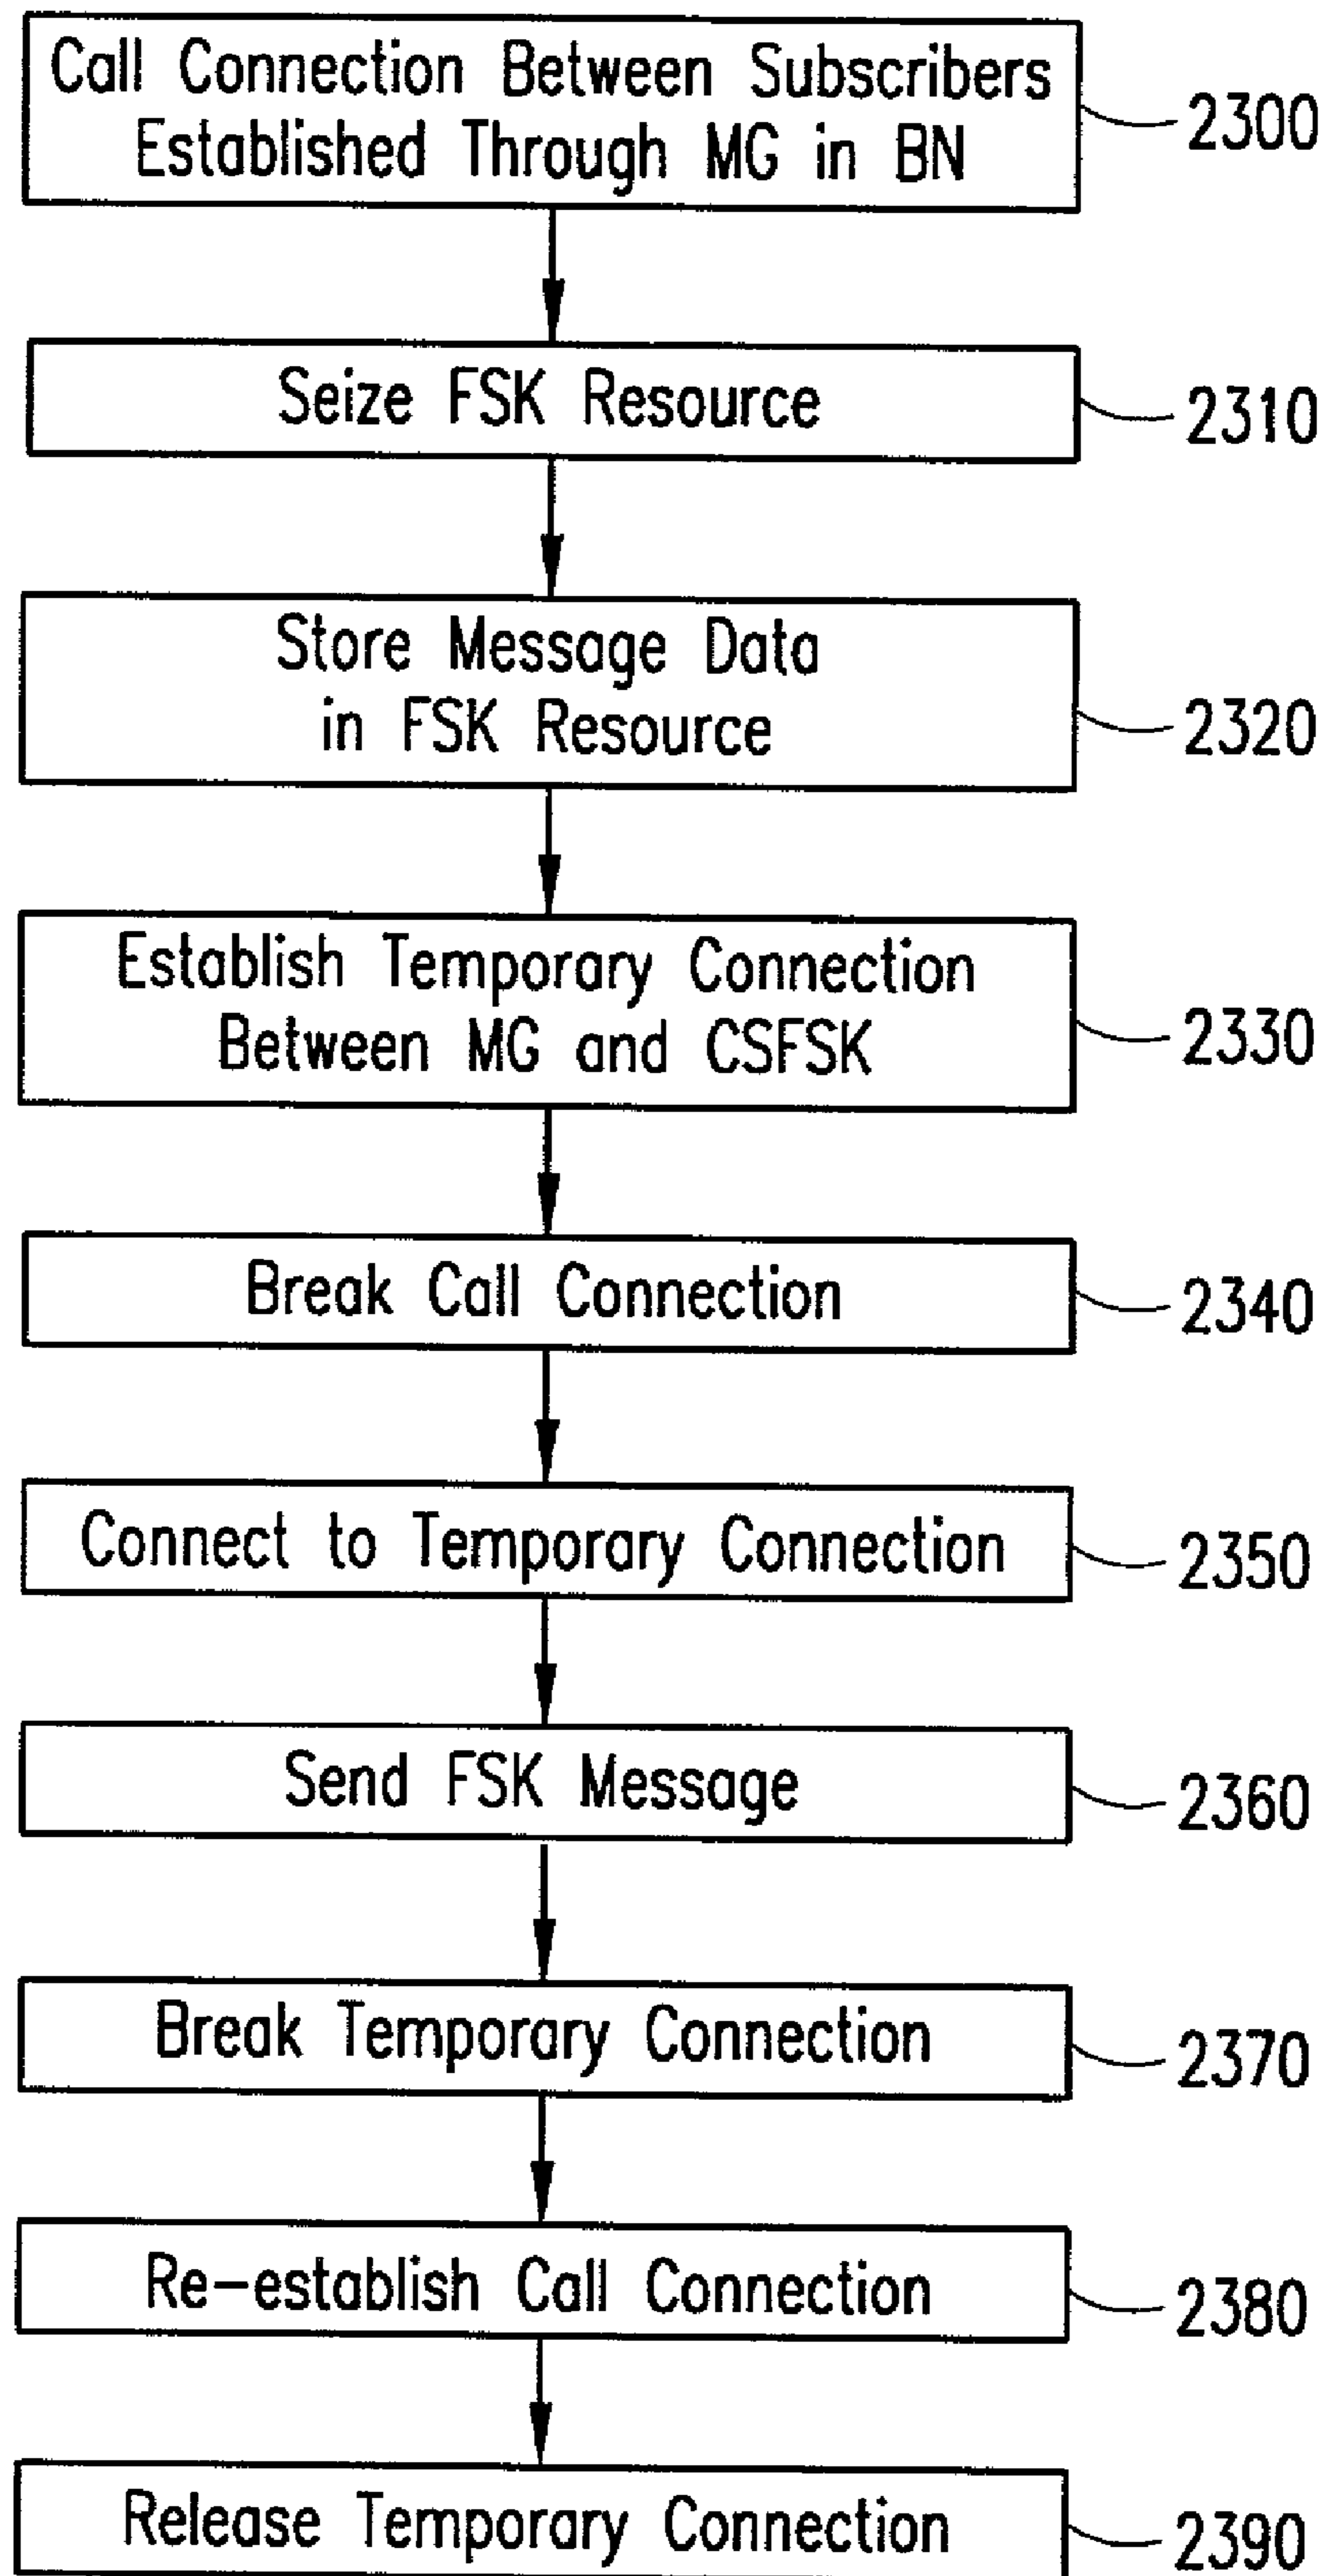 Call Connection Between Subscribers
Established Through MG in BN
2300
Seize FSK Resource
2310
Store Message Data
in FSK Resource
2320
Establish Temporary Connection
Between MG and CSFSK
2330
Break Call Connection
2340
Connect to Temporary Connection
2350
Send FSK Message
2360
Break Temporary Connection
2370
Re-establish Call Connection
2380
Release Temporary Connection
2390